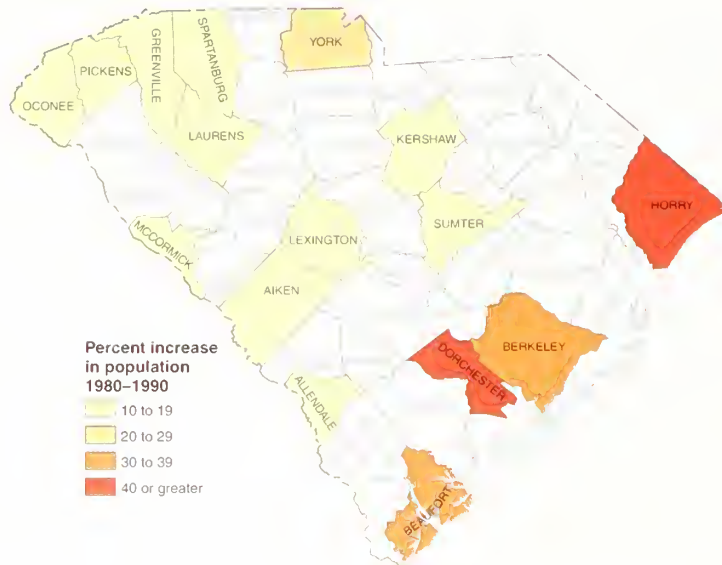 YORK
SPARTANBURG
GREENVILLE
PICKENS
OCONEE
LAURENS
KERSHAW
HORRY
SUMTER
LEXINGTON
MCCORMICK
AIKEN
BERKELEY
DORCHESTER
ALLENDALE
BEAUFORT
Percent increase
in population
1980–1990
10 to 19
20 to 29
30 to 39
40 or greater